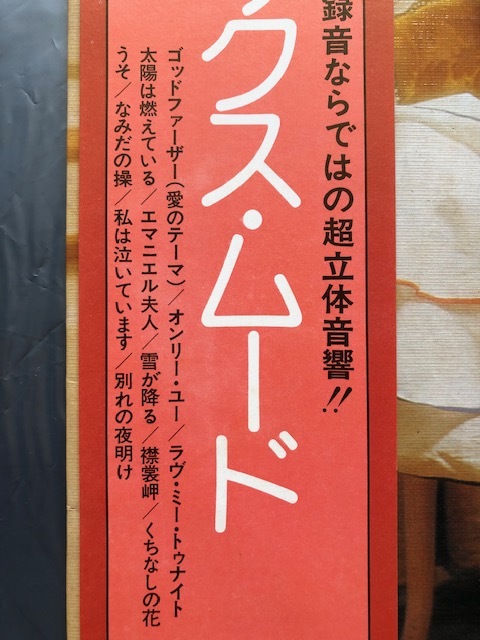 録音ならではの超立体音響!!
クス・ムード
ゴッドファーザー(愛のテーマ)／オンリー・ユー／ラヴ・ミー・トゥナイト
太陽は燃えている／エマニエル夫人／雪が降る／襟裳岬／くちなしの花
うそ／なみだの操／私は泣いています／別れの夜明け